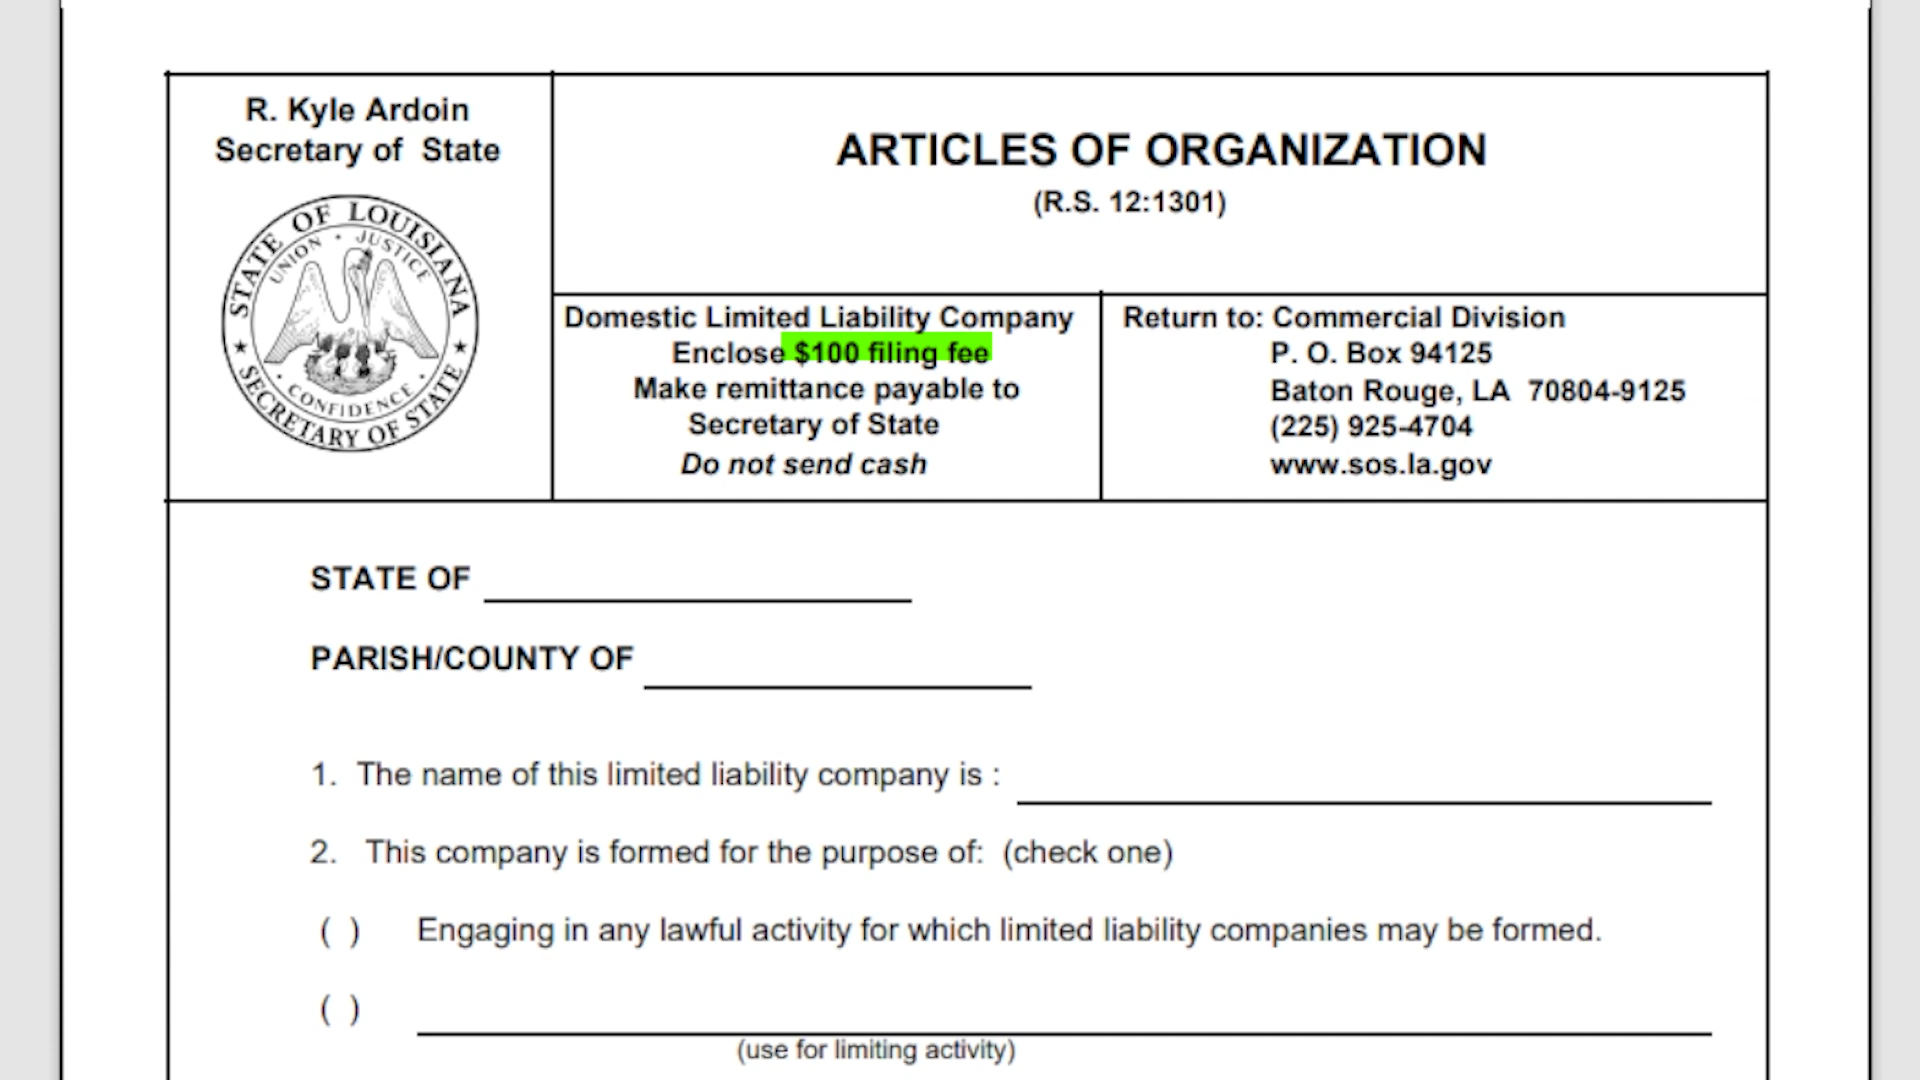 R. Kyle Ardoin
Secretary of State
STATE OF LOUISIANA
UNION · JUSTICE
· CONFIDENCE ·
★ SECRETARY OF STATE ★
ARTICLES OF ORGANIZATION
(R.S. 12:1301)
Domestic Limited Liability Company
Enclose $100 filing fee
Make remittance payable to
Secretary of State
Do not send cash
Return to: Commercial Division
P. O. Box 94125
Baton Rouge, LA 70804-9125
(225) 925-4704
www.sos.la.gov
STATE OF
PARISH/COUNTY OF
1. The name of this limited liability company is :
2. This company is formed for the purpose of: (check one)
( ) Engaging in any lawful activity for which limited liability companies may be formed.
( )
(use for limiting activity)